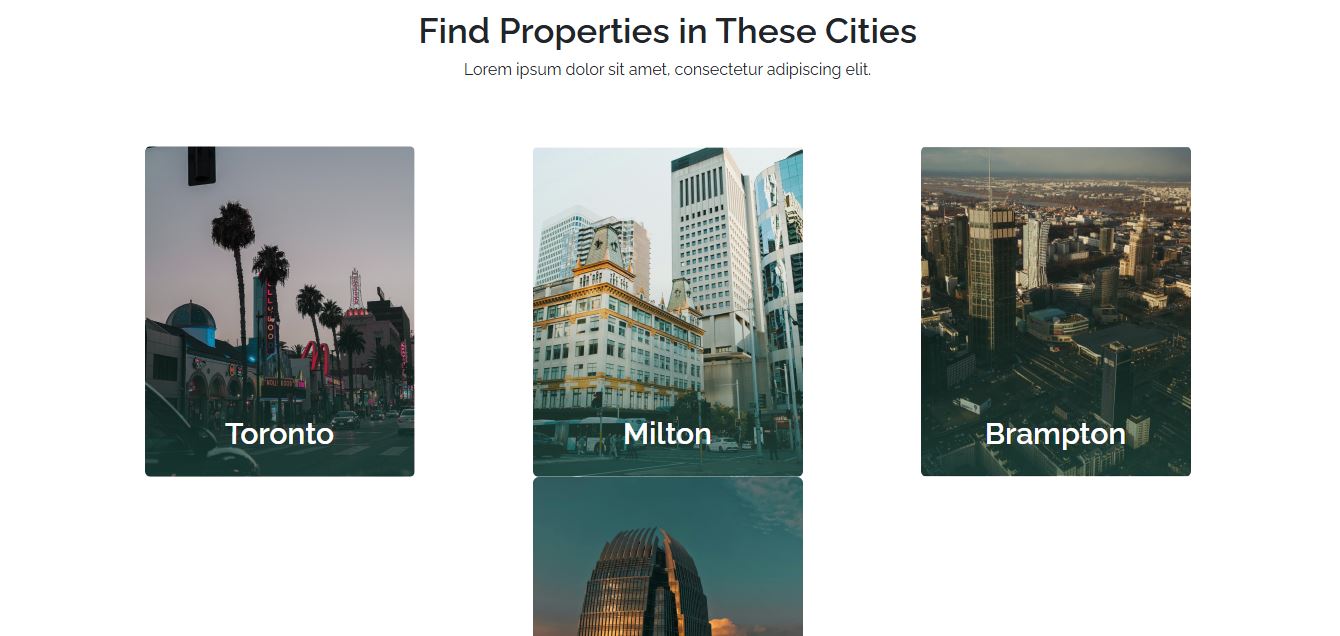 Find Properties in These Cities
Lorem ipsum dolor sit amet, consectetur adipiscing elit.
Toronto
Milton
Brampton